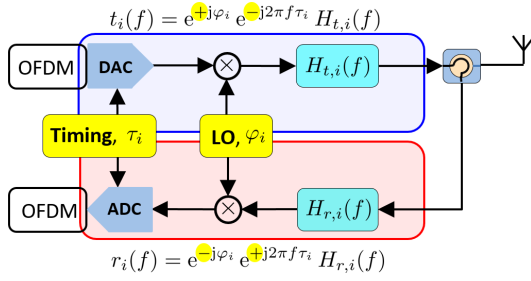 t_i(f) = e^{+jφ_i} e^{-j2πfτ_i} H_{t,i}(f)
OFDM DAC × H_{t,i}(f)
Timing, τ_i LO, φ_i
OFDM ADC × H_{r,i}(f)
r_i(f) = e^{-jφ_i} e^{+j2πfτ_i} H_{r,i}(f)